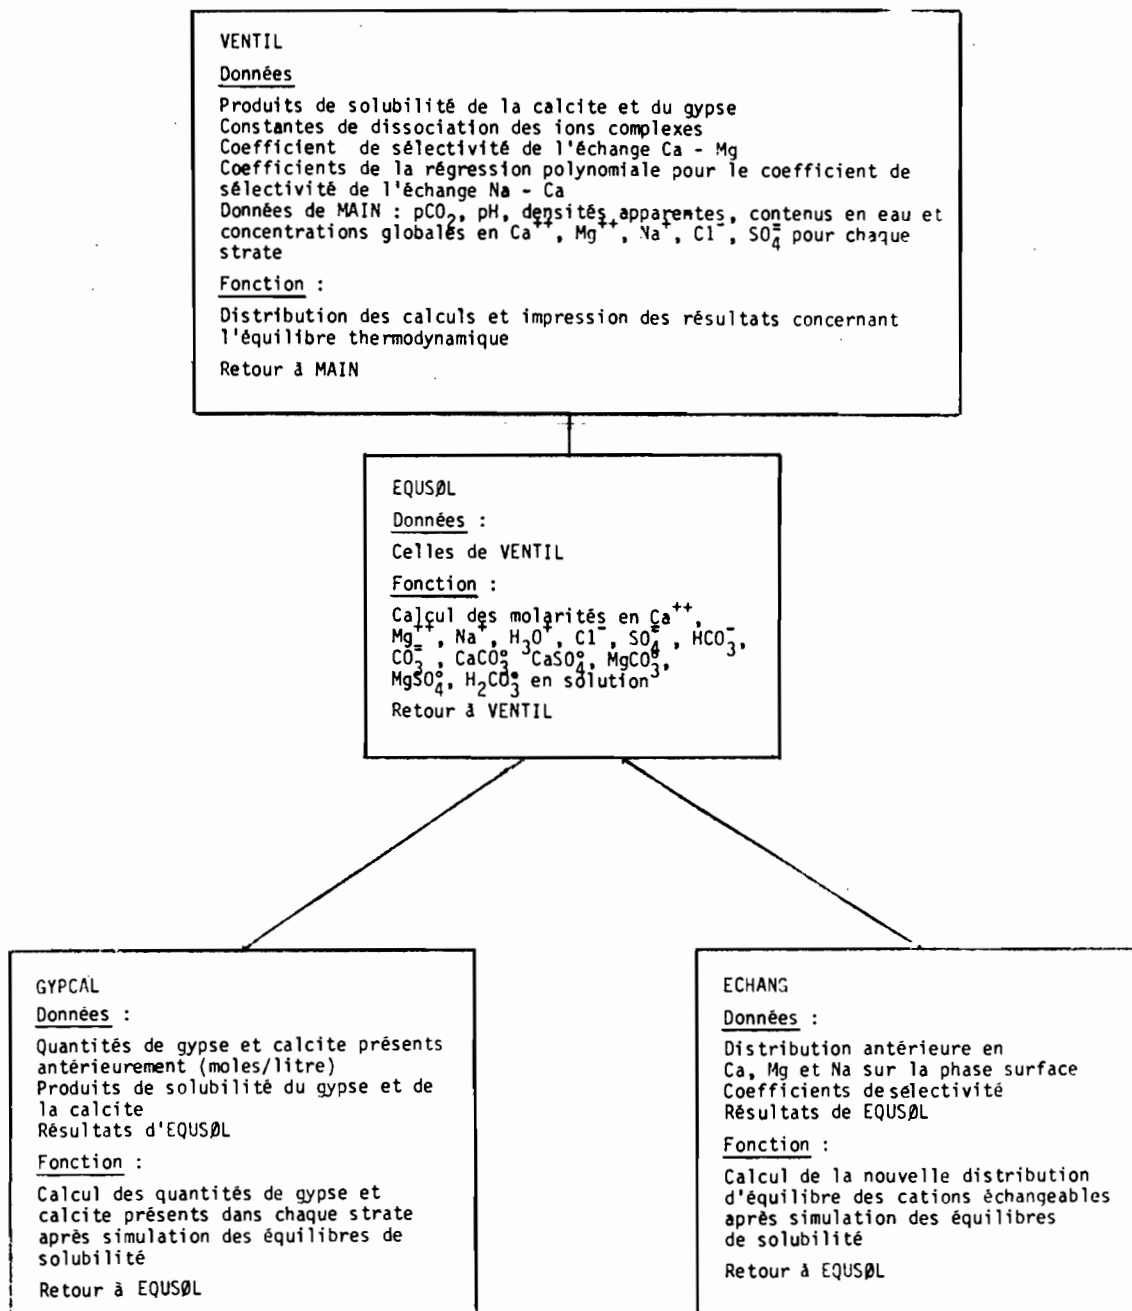 VENTIL
Données
Produits de solubilité de la calcite et du gypse
Constantes de dissociation des ions complexes
Coefficient de sélectivité de l'échange Ca - Mg
Coefficients de la régression polynomiale pour le coefficient de
sélectivité de l'échange Na - Ca
Données de MAIN : pCO₂, pH, densités apparentes, contenus en eau et
concentrations globales en Ca⁺⁺, Mg⁺⁺, Na⁺, Cl⁻, SO₄⁼ pour chaque
strate
Fonction :
Distribution des calculs et impression des résultats concernant
l'équilibre thermodynamique
Retour à MAIN
EQUSØL
Données :
Celles de VENTIL
Fonction :
Calcul des molarités en Ca⁺⁺,
Mg⁺⁺, Na⁺, H₃O⁺, Cl⁻, SO₄⁼, HCO₃⁻,
CO₃⁼, CaCO₃° CaSO₄°, MgCO₃°,
MgSO₄°, H₂CO₃° en solution
Retour à VENTIL
GYPCAL
Données :
Quantités de gypse et calcite présents
antérieurement (moles/litre)
Produits de solubilité du gypse et de
la calcite
Résultats d'EQUSØL
Fonction :
Calcul des quantités de gypse et
calcite présents dans chaque strate
après simulation des équilibres de
solubilité
Retour à EQUSØL
ECHANG
Données :
Distribution antérieure en
Ca, Mg et Na sur la phase surface
Coefficients de sélectivité
Résultats de EQUSØL
Fonction :
Calcul de la nouvelle distribution
d'équilibre des cations échangeables
après simulation des équilibres
de solubilité
Retour à EQUSØL